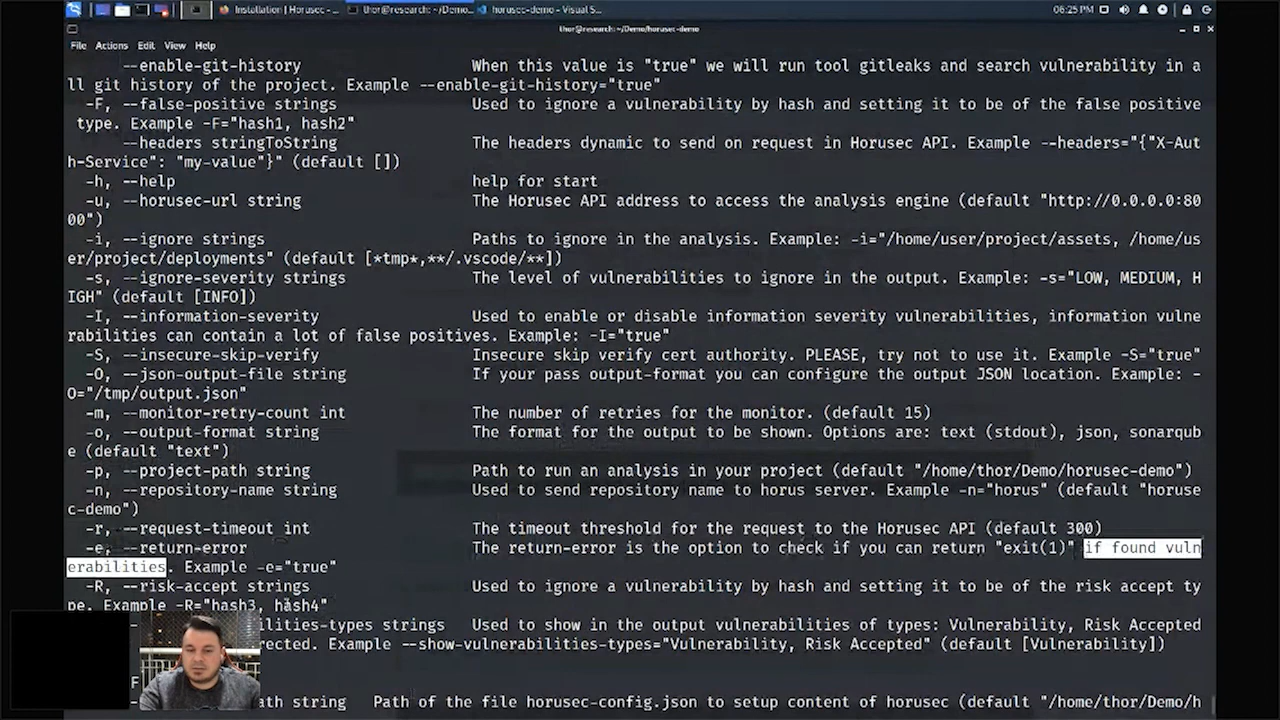 Installation | Horusec - ...
thor@research: ~/Demo...
horusec-demo - Visual S...
06:25 PM
thor@research: ~/Demo/horusec-demo
File Actions Edit View Help
--enable-git-history When this value is "true" we will run tool gitleaks and search vulnerability in a
ll git history of the project. Example --enable-git-history="true"
-F, --false-positive strings Used to ignore a vulnerability by hash and setting it to be of the false positive
type. Example -F="hash1, hash2"
--headers stringToString The headers dynamic to send on request in Horusec API. Example --headers="{"X-Aut
h-Service": "my-value"}" (default [])
-h, --help help for start
-u, --horusec-url string The Horusec API address to access the analysis engine (default "http://0.0.0.0:80
00")
-i, --ignore strings Paths to ignore in the analysis. Example: -i="/home/user/project/assets, /home/us
er/project/deployments" (default [*tmp*,**/.vscode/**])
-s, --ignore-severity strings The level of vulnerabilities to ignore in the output. Example: -s="LOW, MEDIUM, H
IGH" (default [INFO])
-I, --information-severity Used to enable or disable information severity vulnerabilities, information vulne
rabilities can contain a lot of false positives. Example: -I="true"
-S, --insecure-skip-verify Insecure skip verify cert authority. PLEASE, try not to use it. Example -S="true"
-O, --json-output-file string If your pass output-format you can configure the output JSON location. Example: -
O="/tmp/output.json"
-m, --monitor-retry-count int The number of retries for the monitor. (default 15)
-o, --output-format string The format for the output to be shown. Options are: text (stdout), json, sonarqub
e (default "text")
-p, --project-path string Path to run an analysis in your project (default "/home/thor/Demo/horusec-demo")
-n, --repository-name string Used to send repository name to horus server. Example -n="horus" (default "horuse
c-demo")
-r, --request-timeout int The timeout threshold for the request to the Horusec API (default 300)
-e, --return-error The return-error is the option to check if you can return "exit(1)" if found vuln
erabilities. Example -e="true"
-R, --risk-accept strings Used to ignore a vulnerability by hash and setting it to be of the risk accept ty
pe. Example -R="hash3, hash4"
bilities-types strings Used to show in the output vulnerabilities of types: Vulnerability, Risk Accepted
rected. Example --show-vulnerabilities-types="Vulnerability, Risk Accepted" (default [Vulnerability])
F
ath string Path of the file horusec-config.json to setup content of horusec (default "/home/thor/Demo/h